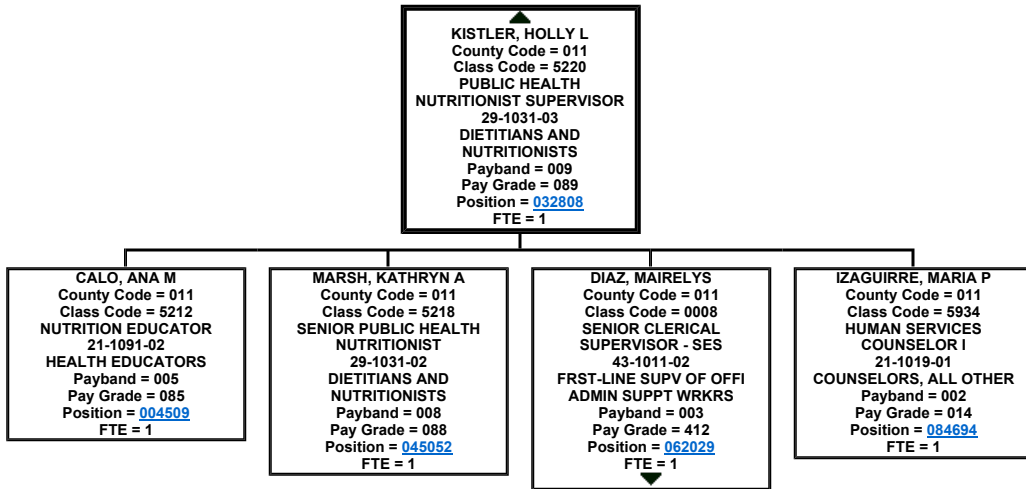 KISTLER, HOLLY L
County Code = 011
Class Code = 5220
PUBLIC HEALTH
NUTRITIONIST SUPERVISOR
29-1031-03
DIETITIANS AND
NUTRITIONISTS
Payband = 009
Pay Grade = 089
Position = 032808
FTE = 1
CALO, ANA M
County Code = 011
Class Code = 5212
NUTRITION EDUCATOR
21-1091-02
HEALTH EDUCATORS
Payband = 005
Pay Grade = 085
Position = 004509
FTE = 1
MARSH, KATHRYN A
County Code = 011
Class Code = 5218
SENIOR PUBLIC HEALTH
NUTRITIONIST
29-1031-02
DIETITIANS AND
NUTRITIONISTS
Payband = 008
Pay Grade = 088
Position = 045052
FTE = 1
DIAZ, MAIRELYS
County Code = 011
Class Code = 0008
SENIOR CLERICAL
SUPERVISOR - SES
43-1011-02
FRST-LINE SUPV OF OFFI
ADMIN SUPPT WRKRS
Payband = 003
Pay Grade = 412
Position = 062029
FTE = 1
IZAGUIRRE, MARIA P
County Code = 011
Class Code = 5934
HUMAN SERVICES
COUNSELOR I
21-1019-01
COUNSELORS, ALL OTHER
Payband = 002
Pay Grade = 014
Position = 084694
FTE = 1